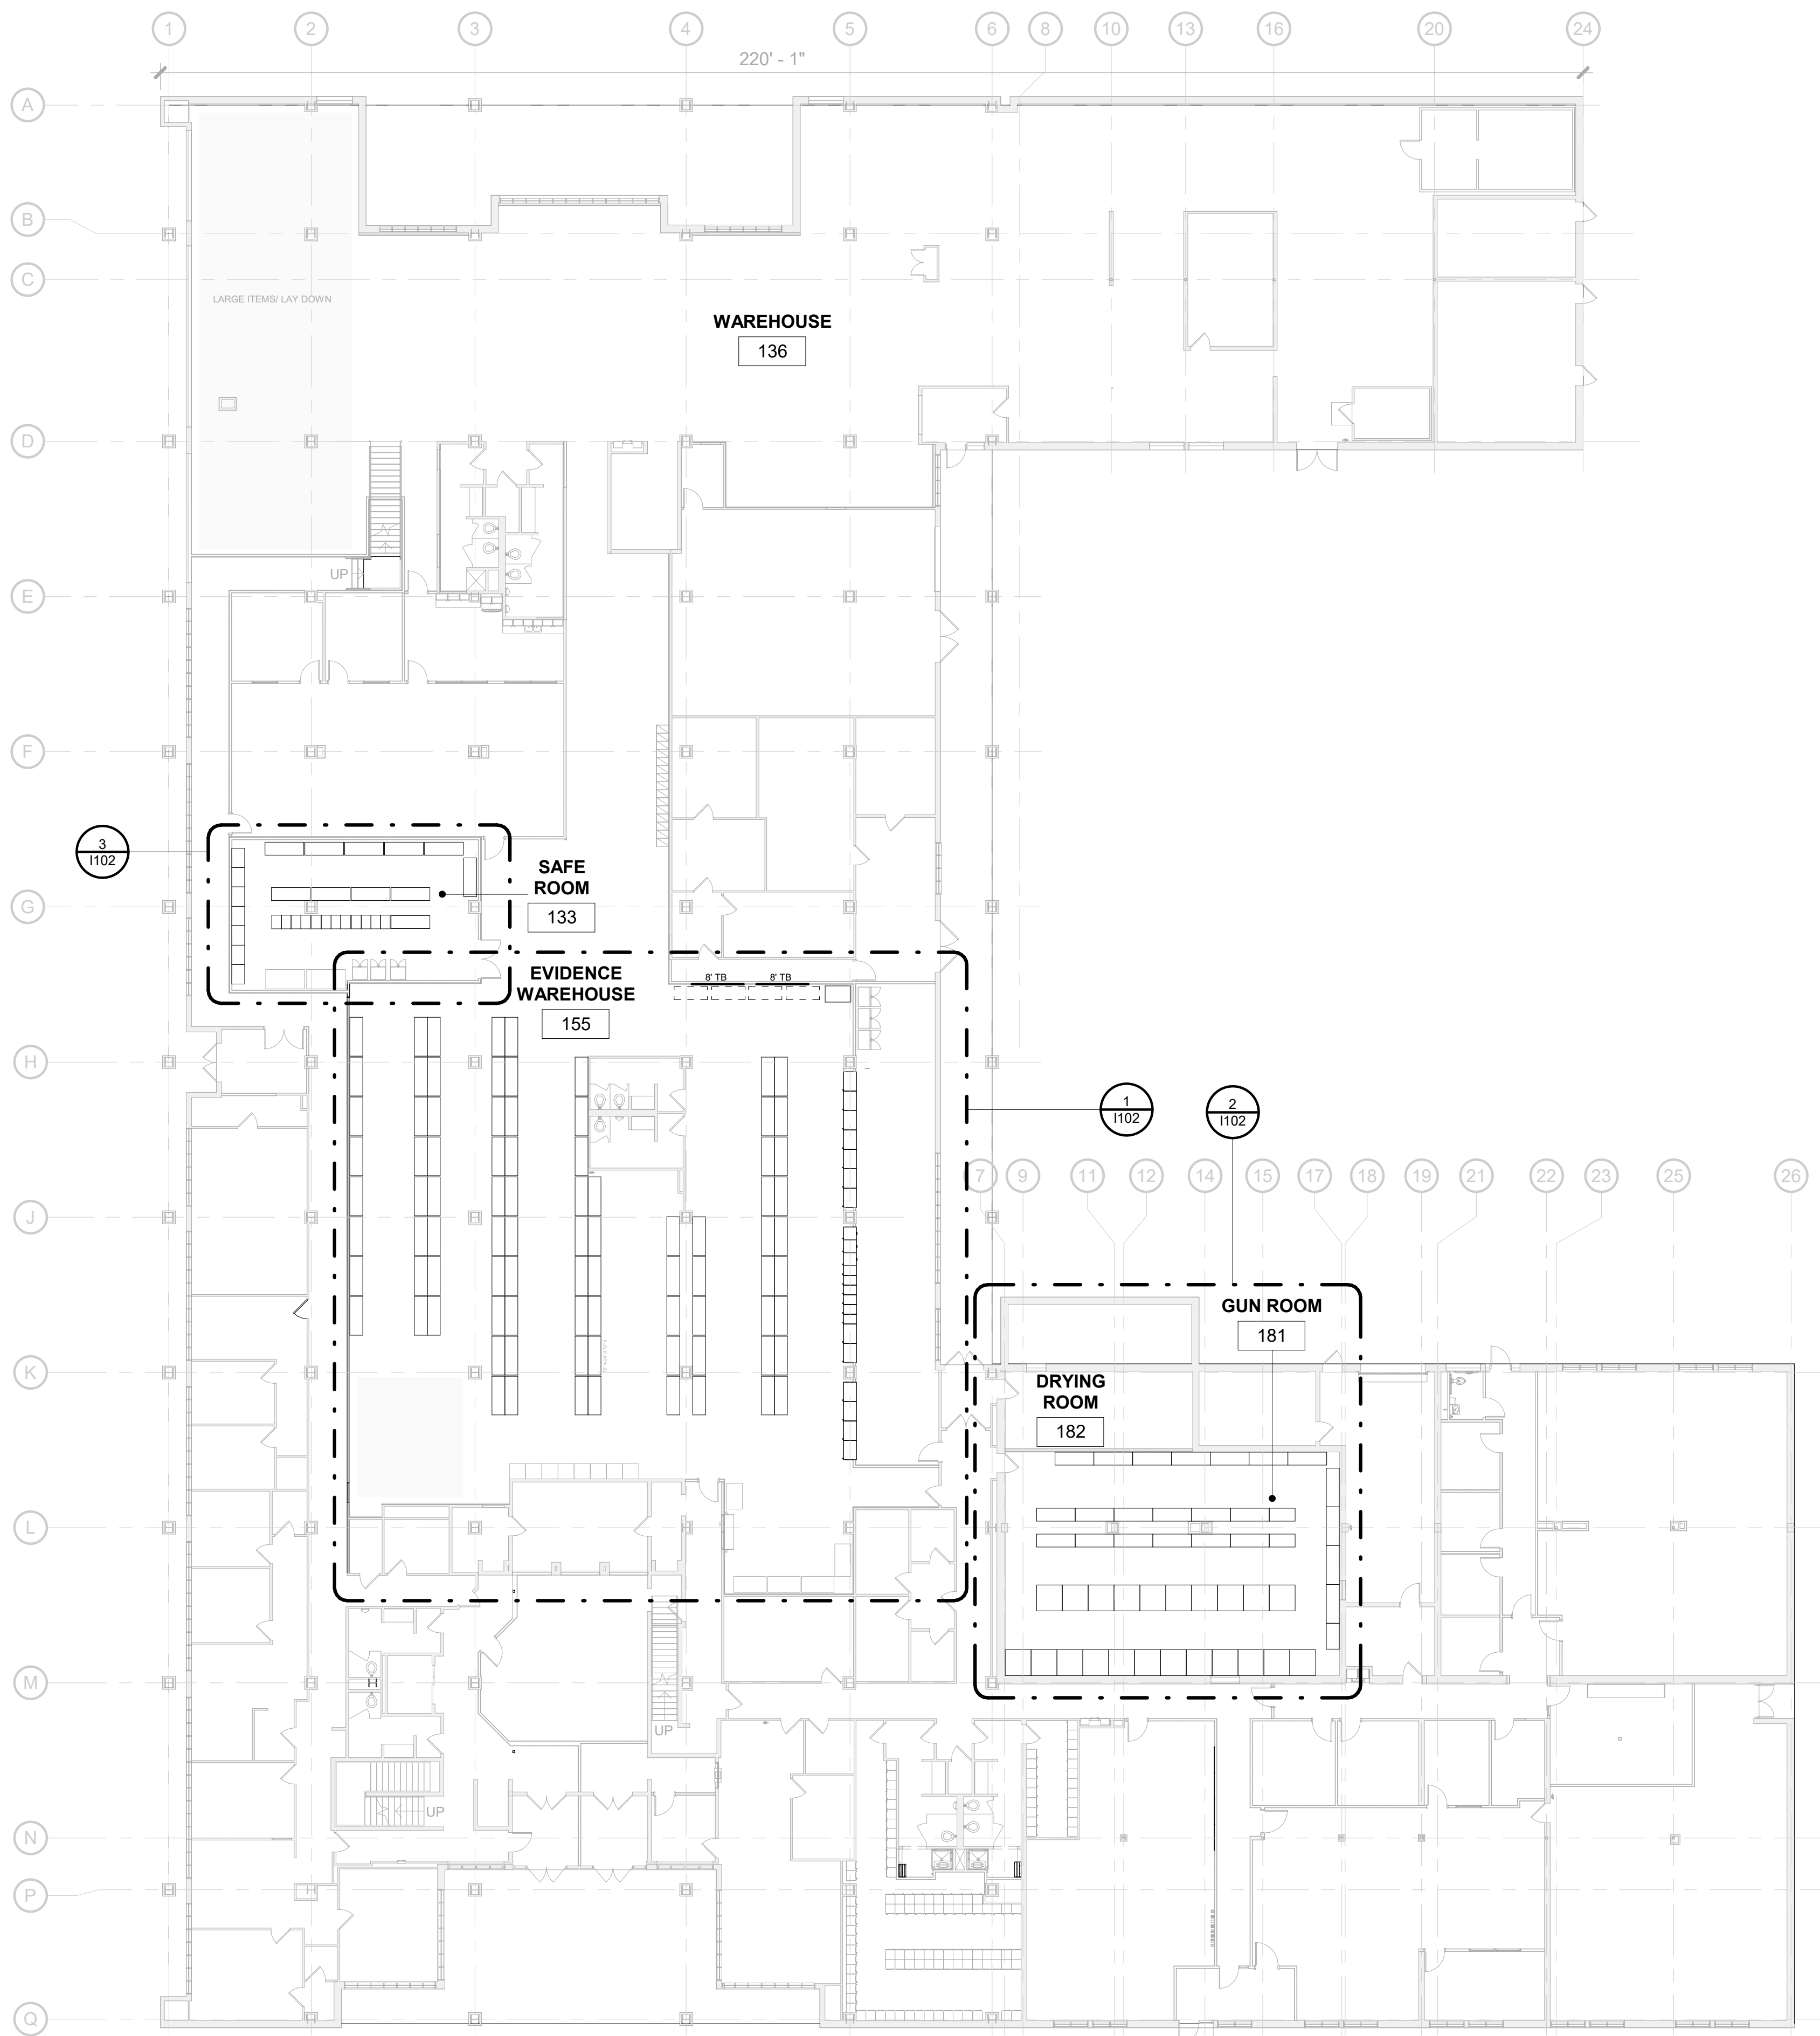 1
2
3
4
5
6
8
10
13
16
20
24
220' - 1"
A
B
C
LARGE ITEMS/ LAY DOWN
WAREHOUSE
136
D
UP
E
F
3
I102
SAFE
ROOM
133
G
EVIDENCE
WAREHOUSE
155
8' TB
8' TB
H
1
I102
2
I102
7
9
11
12
14
15
17
18
19
21
22
23
25
26
J
GUN ROOM
181
K
DRYING
ROOM
182
L
M
H
UP
UP
N
P
Q